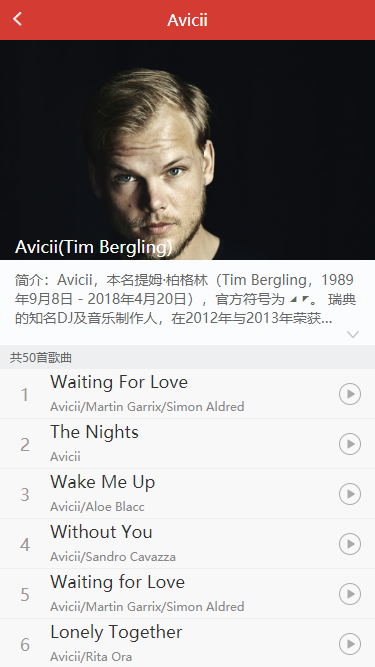 Avicii
Avicii(Tim Bergling)
简介：Avicii，本名提姆·柏格林（Tim Bergling，1989
年9月8日 - 2018年4月20日），官方符号为 ◢ ◤。 瑞典
的知名DJ及音乐制作人，在2012年与2013年荣获...
共50首歌曲
1 Waiting For Love
Avicii/Martin Garrix/Simon Aldred
2 The Nights
Avicii
3 Wake Me Up
Avicii/Aloe Blacc
4 Without You
Avicii/Sandro Cavazza
5 Waiting for Love
Avicii/Martin Garrix/Simon Aldred
6 Lonely Together
Avicii/Rita Ora